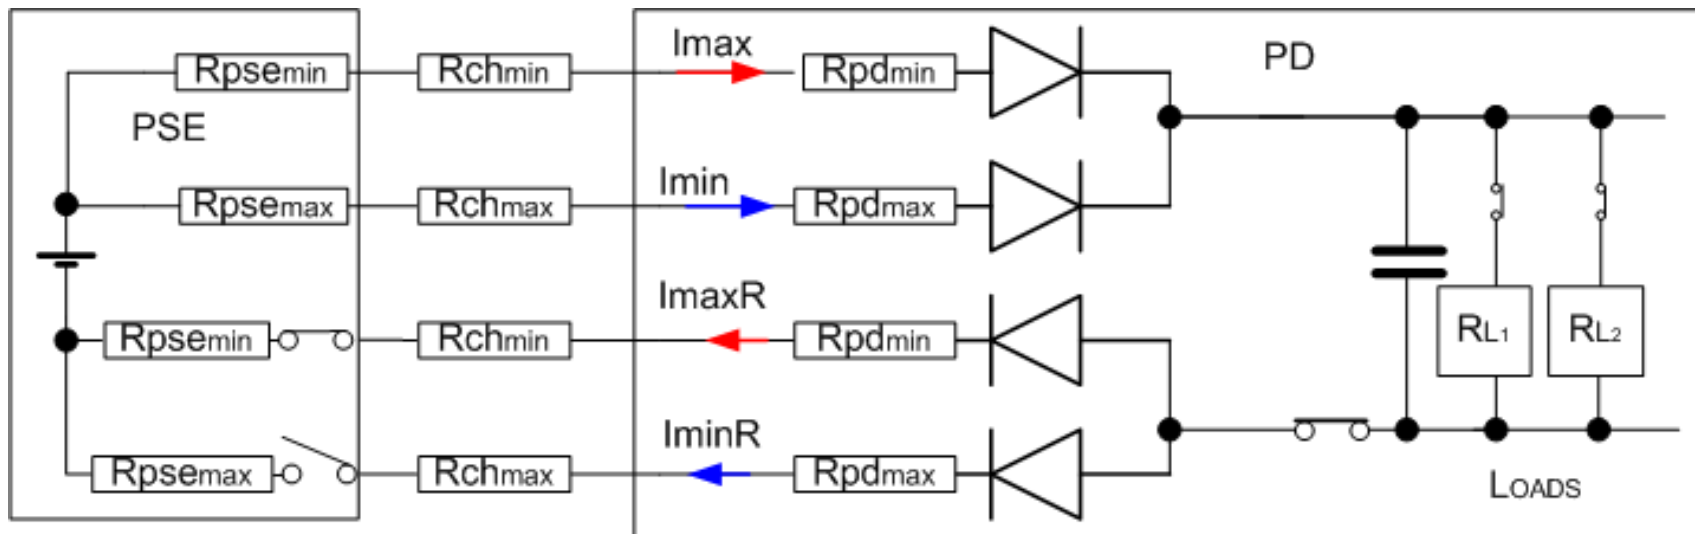 Imax
PD
Rpsemin
Rchmin
Rpdmin
PSE
Imin
Rpsemax
Rchmax
Rpdmax
ImaxR
Rpsemin
Rchmin
Rpdmin
RL1
RL2
IminR
Rpsemax
Rchmax
Rpdmax
LOADS